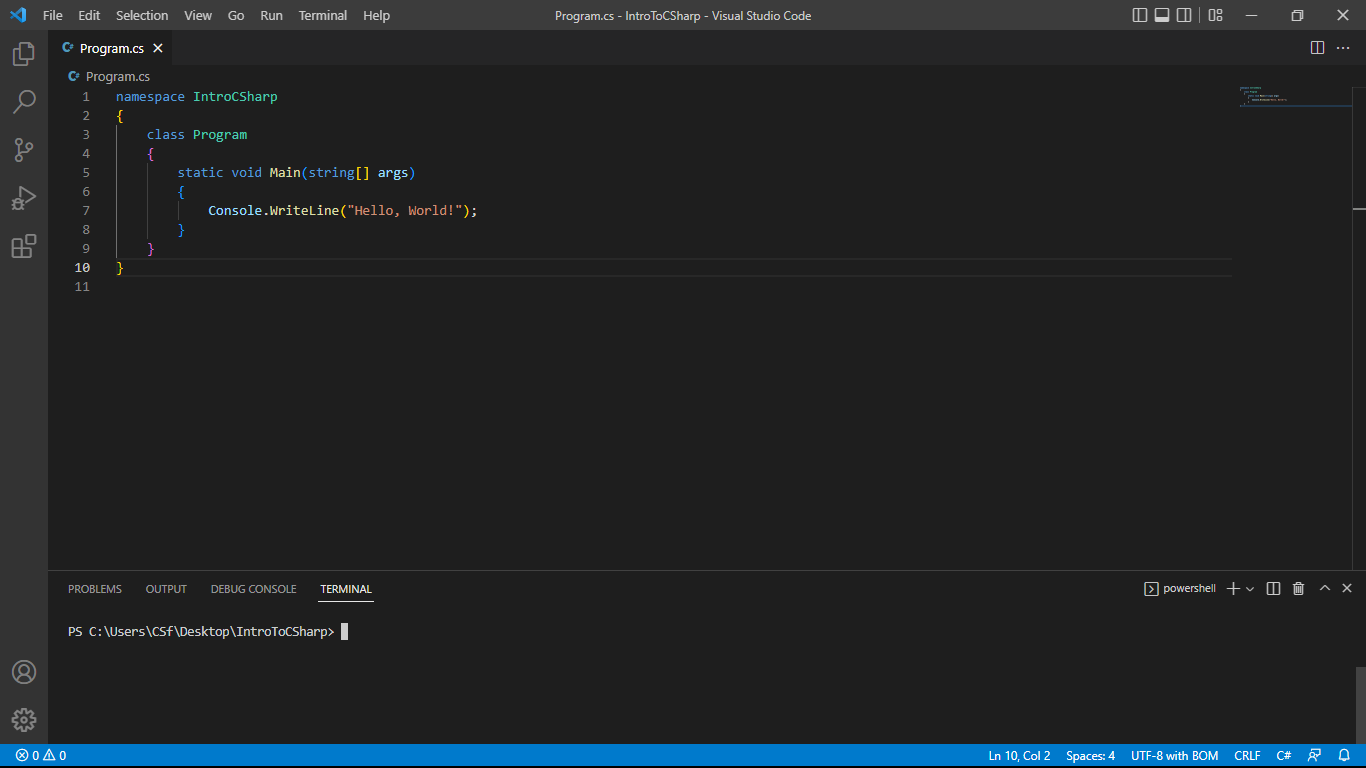 File Edit Selection View Go Run Terminal Help Program.cs - IntroToCSharp - Visual Studio Code
C# Program.cs
C# Program.cs
1 namespace IntroCSharp
2 {
3     class Program
4     {
5         static void Main(string[] args)
6         {
7             Console.WriteLine("Hello, World!");
8         }
9     }
10 }
11
PROBLEMS OUTPUT DEBUG CONSOLE TERMINAL powershell
PS C:\Users\CSf\Desktop\IntroToCSharp>
0 0 Ln 10, Col 2 Spaces: 4 UTF-8 with BOM CRLF C#